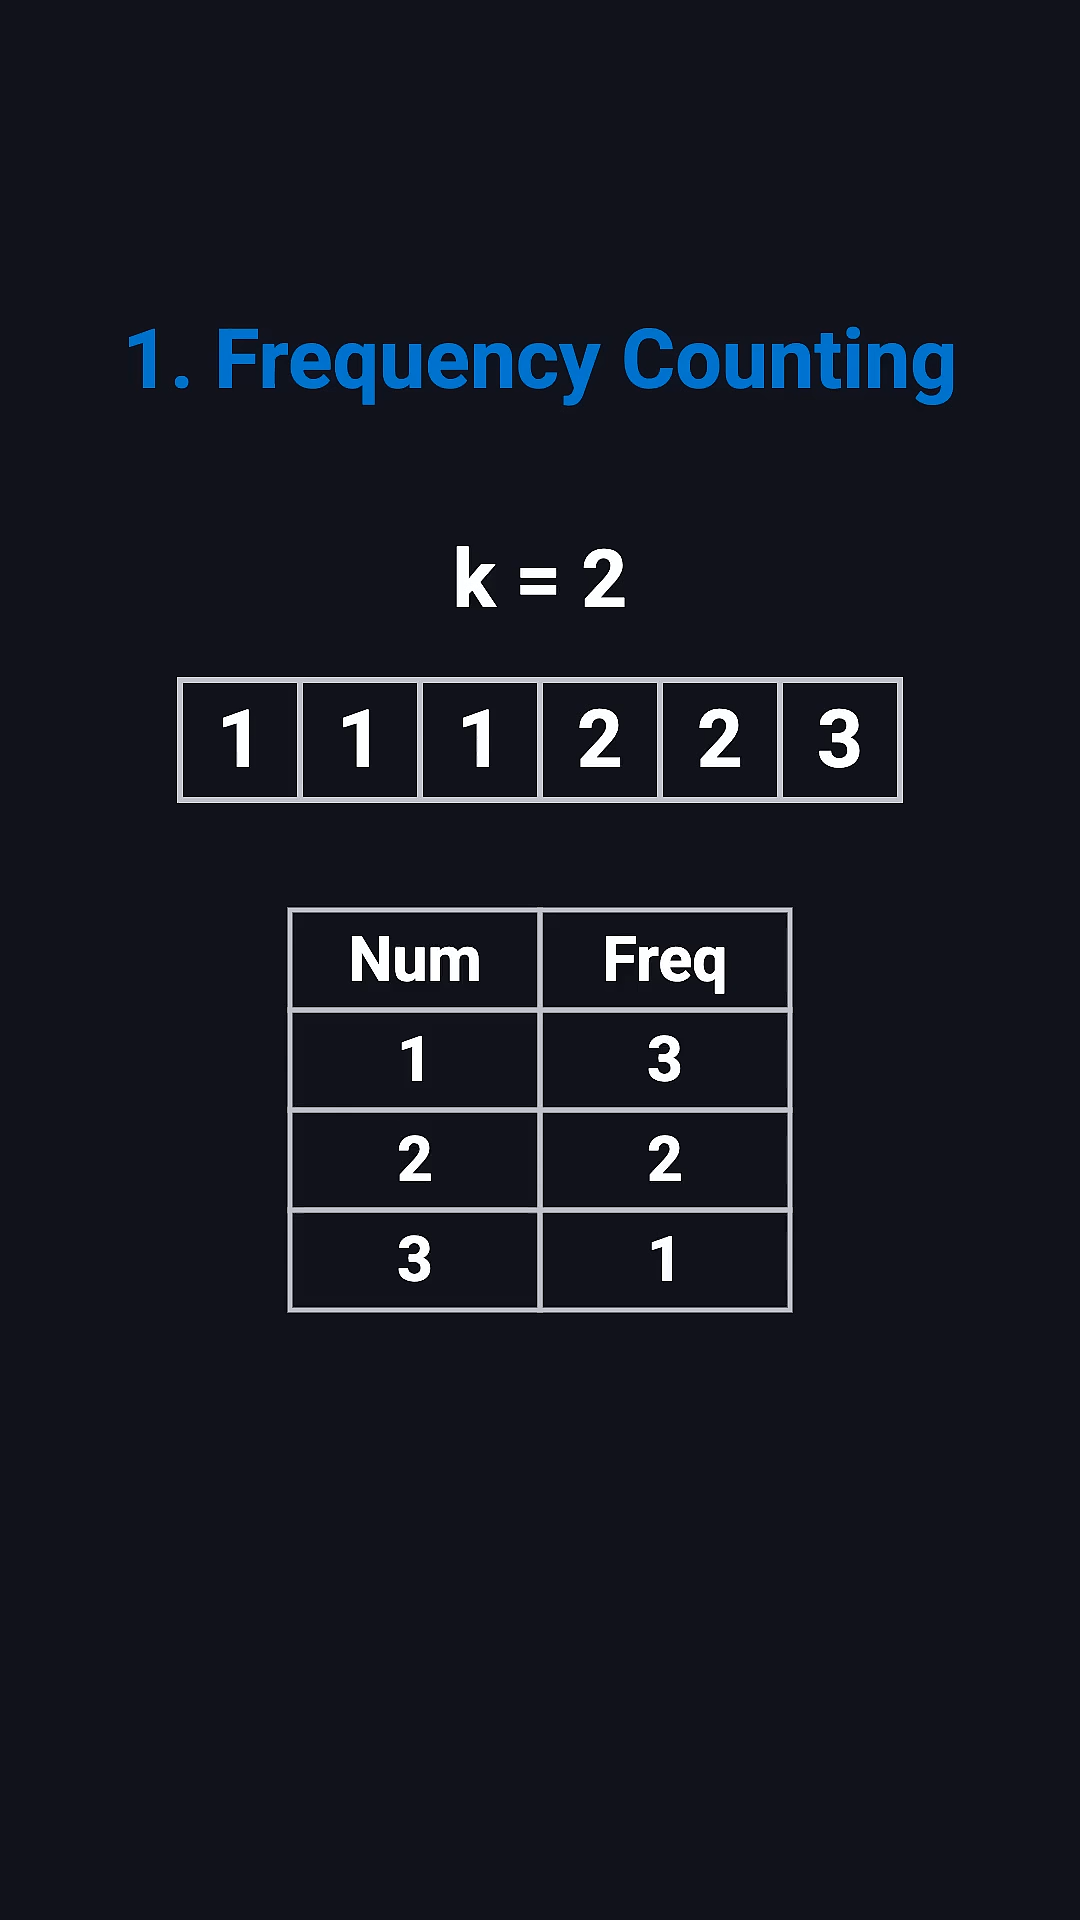 1. Frequency Counting
k = 2
1 1 1 2 2 3
Num Freq
1 3
2 2
3 1